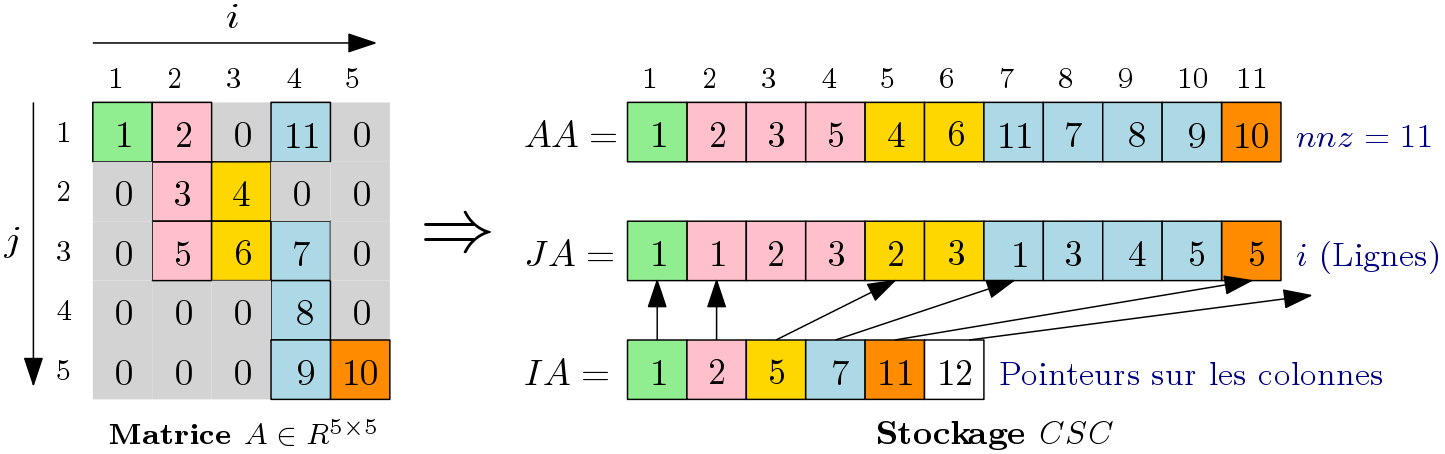 i
1 2 3 4 5
j
1 1 2 0 11 0
2 0 3 4 0 0
3 0 5 6 7 0
4 0 0 0 8 0
5 0 0 0 9 10
Matrice A ∈ R^{5×5}
⇒
1 2 3 4 5 6 7 8 9 10 11
AA = 1 2 3 5 4 6 11 7 8 9 10 nnz = 11
JA = 1 1 2 3 2 3 1 3 4 5 5 i (Lignes)
IA = 1 2 5 7 11 12 Pointeurs sur les colonnes
Stockage CSC